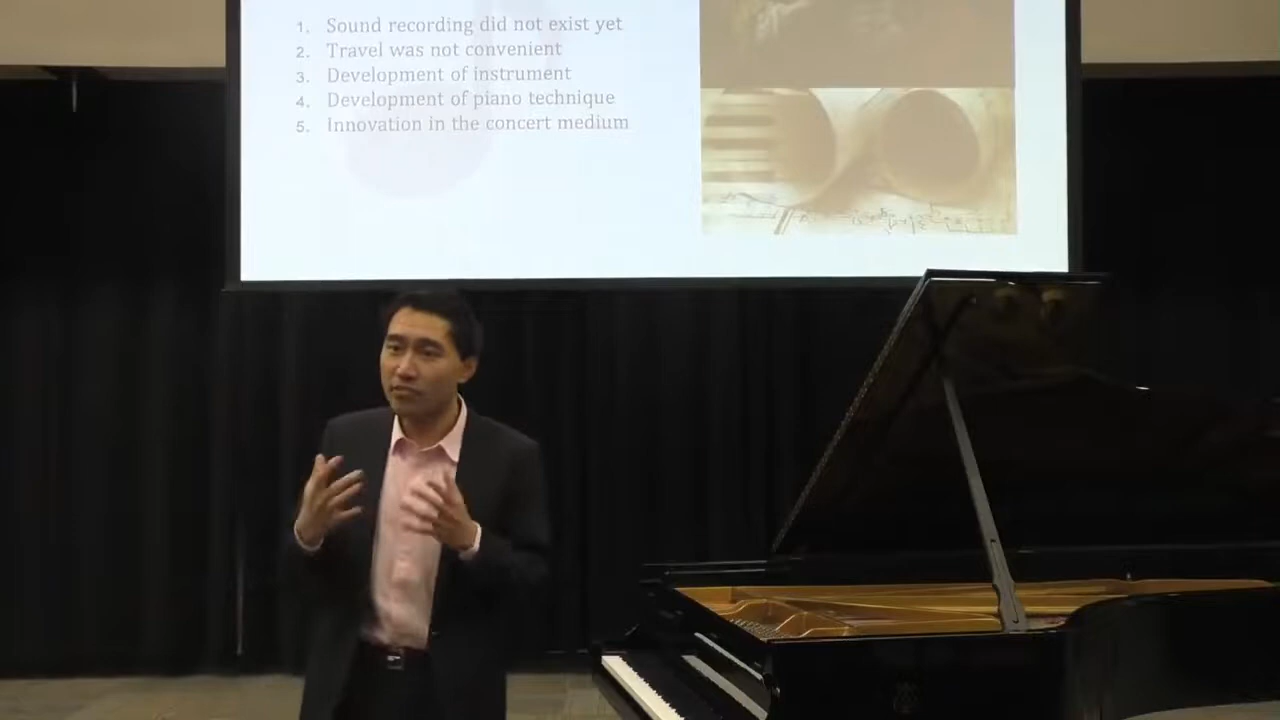 1. Sound recording did not exist yet
2. Travel was not convenient
3. Development of instrument
4. Development of piano technique
5. Innovation in the concert medium